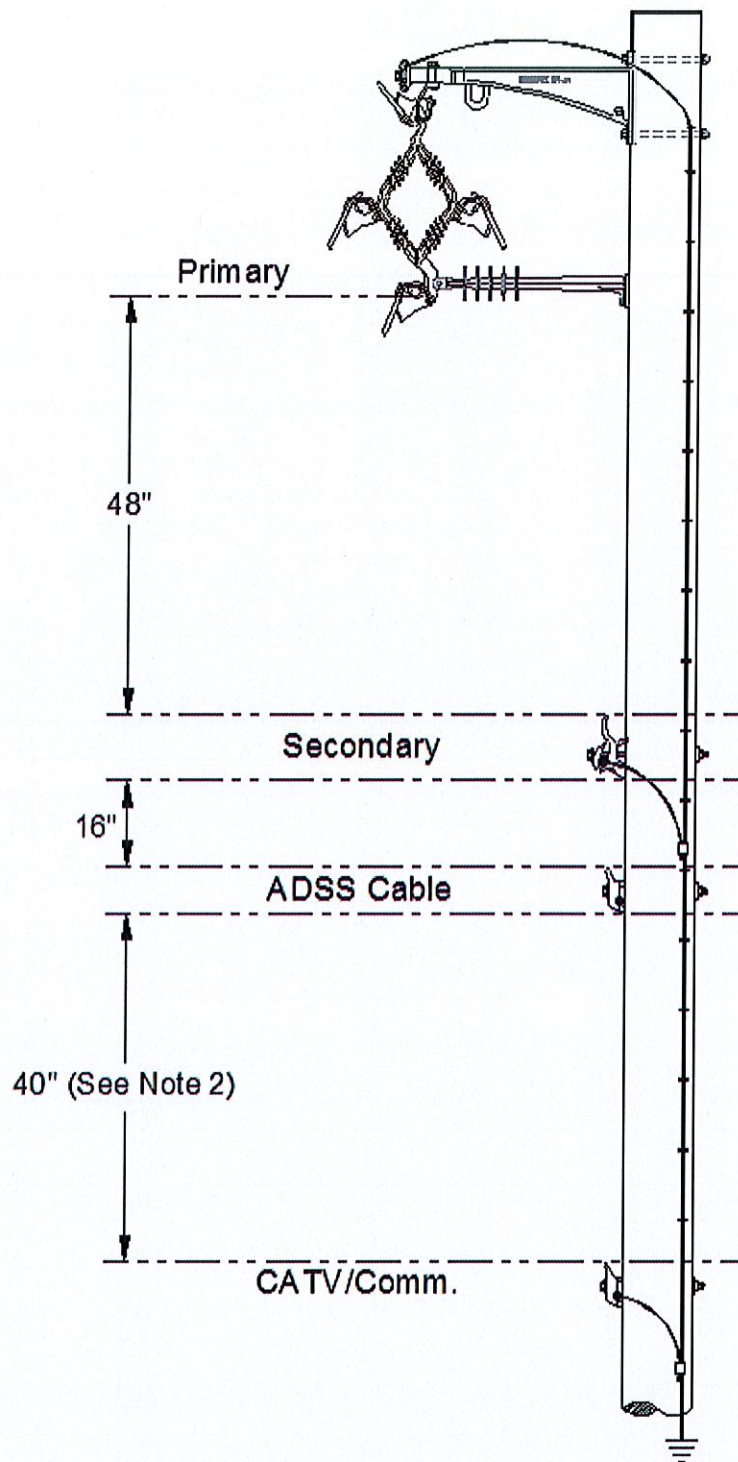 Primary
48"
Secondary
16"
ADSS Cable
40" (See Note 2)
CATV/Comm.